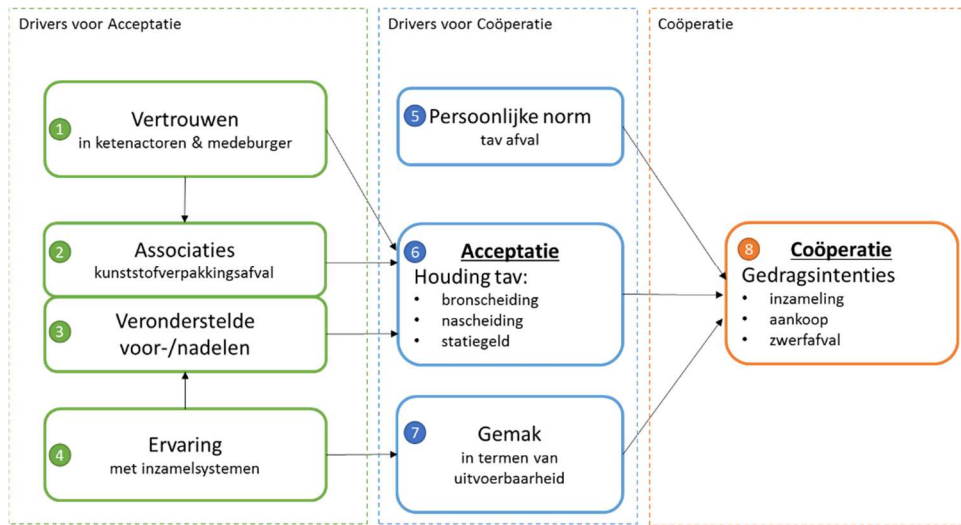 Drivers voor Acceptatie
1
Vertrouwen
in ketenactoren & medeburger
2
Associaties
kunststofverpakkingsafval
3
Veronderstelde
voor-/nadelen
4
Ervaring
met inzamelsystemen
Drivers voor Coöperatie
5
Persoonlijke norm
tav afval
6
Acceptatie
Houding tav:
• bronscheiding
• nascheiding
• statiegeld
7
Gemak
in termen van
uitvoerbaarheid
Coöperatie
8
Coöperatie
Gedragsintenties
• inzameling
• aankoop
• zwerfafval